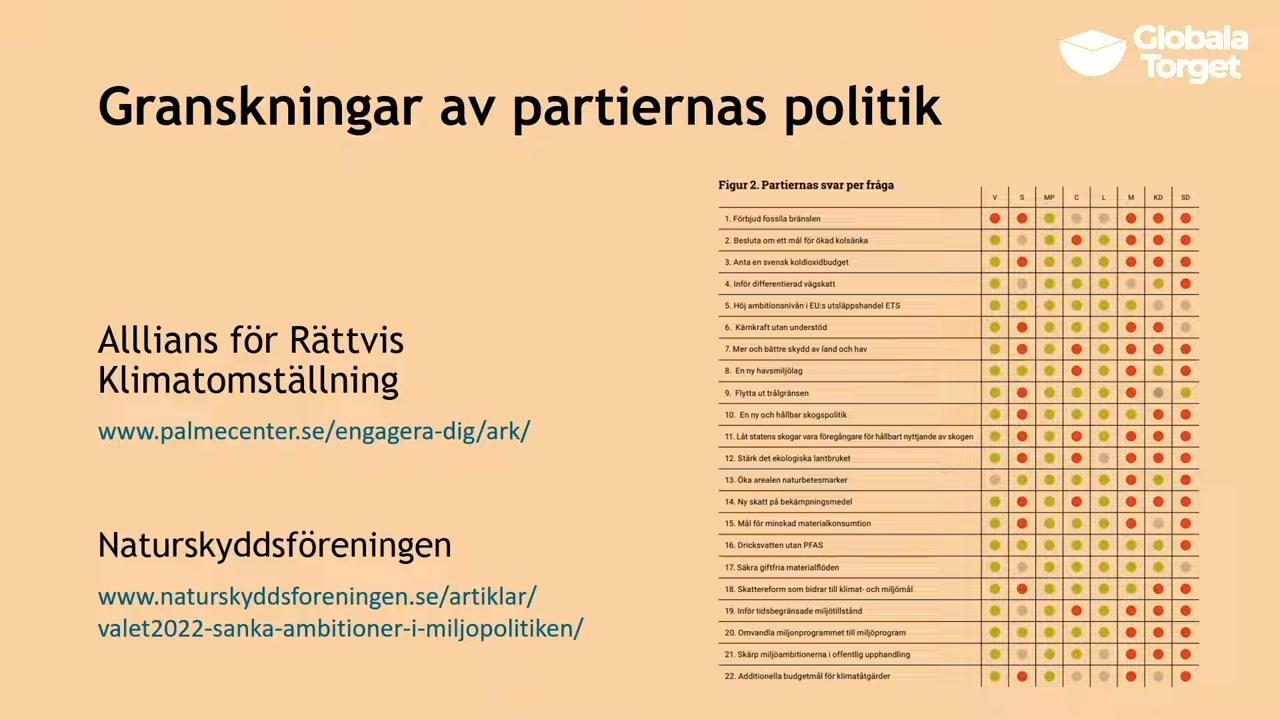 Globala
Torget
Granskningar av partiernas politik
Alllians för Rättvis
Klimatomställning
www.palmecenter.se/engagera-dig/ark/
Naturskyddsföreningen
www.naturskyddsforeningen.se/artiklar/
valet2022-sanka-ambitioner-i-miljopolitiken/
Figur 2. Partiernas svar per fråga
V S MP C L M KD SD
1. Förbjud fossila bränslen
2. Besluta om ett mål för ökad kolsänka
3. Anta en svensk koldioxidbudget
4. Inför differentierad vägskatt
5. Höj ambitionsnivån i EU:s utsläppshandel ETS
6. Kärnkraft utan understöd
7. Mer och bättre skydd av land och hav
8. En ny havsmiljölag
9. Flytta ut trålgränsen
10. En ny och hållbar skogspolitik
11. Låt statens skogar vara föregångare för hållbart nyttjande av skogen
12. Stärk det ekologiska lantbruket
13. Öka arealen naturbetesmarker
14. Ny skatt på bekämpningsmedel
15. Mål för minskad materialkonsumtion
16. Dricksvatten utan PFAS
17. Säkra giftfria materialflöden
18. Skattereform som bidrar till klimat- och miljömål
19. Inför tidsbegränsade miljötillstånd
20. Omvandla miljonprogrammet till miljöprogram
21. Skärp miljöambitionerna i offentlig upphandling
22. Additionella budgetmål för klimatåtgärder